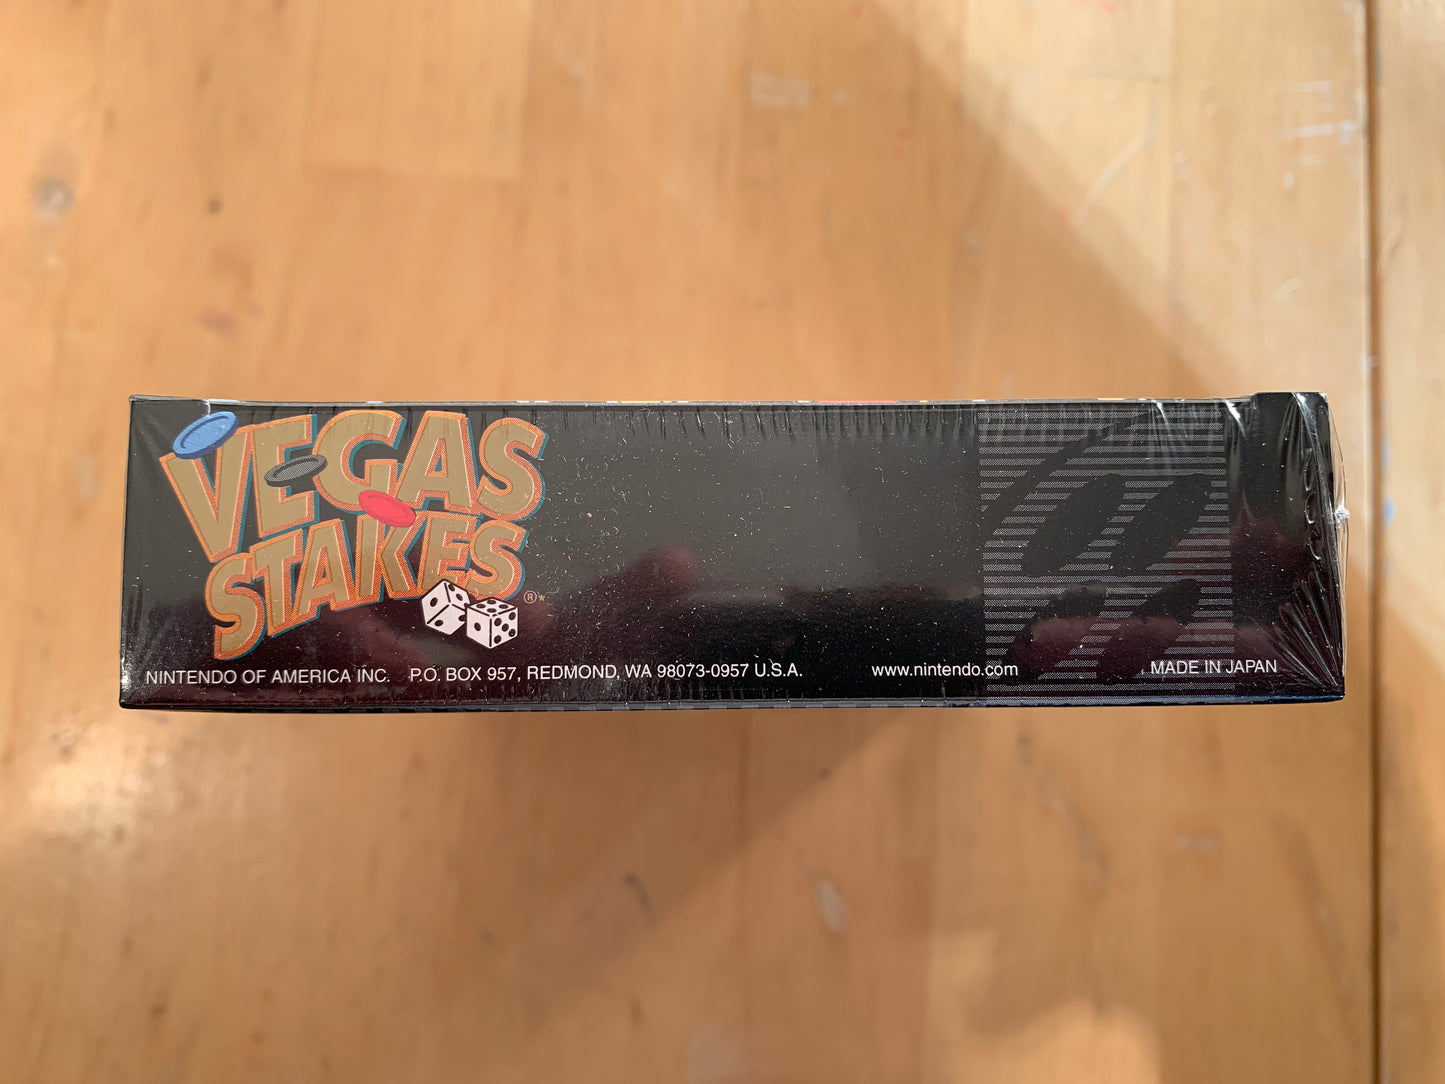 VEGAS
STAKES ®*
NINTENDO OF AMERICA INC. P.O. BOX 957, REDMOND, WA 98073-0957 U.S.A. www.nintendo.com MADE IN JAPAN